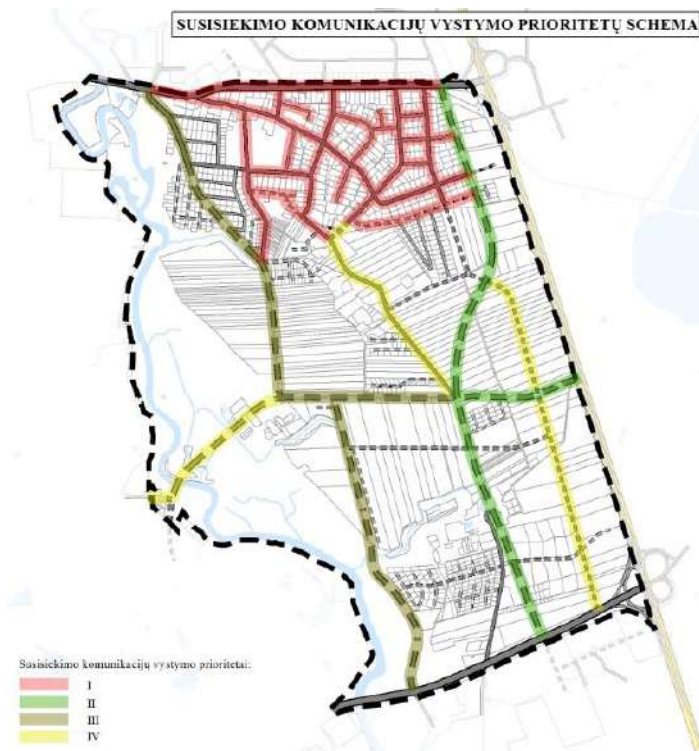 SUSISIEKIMO KOMUNIKACIJŲ VYSTYMO PRIORITETŲ SCHEMA
Susisiekimo komunikacijų vystymo prioritetai:
I
II
III
IV